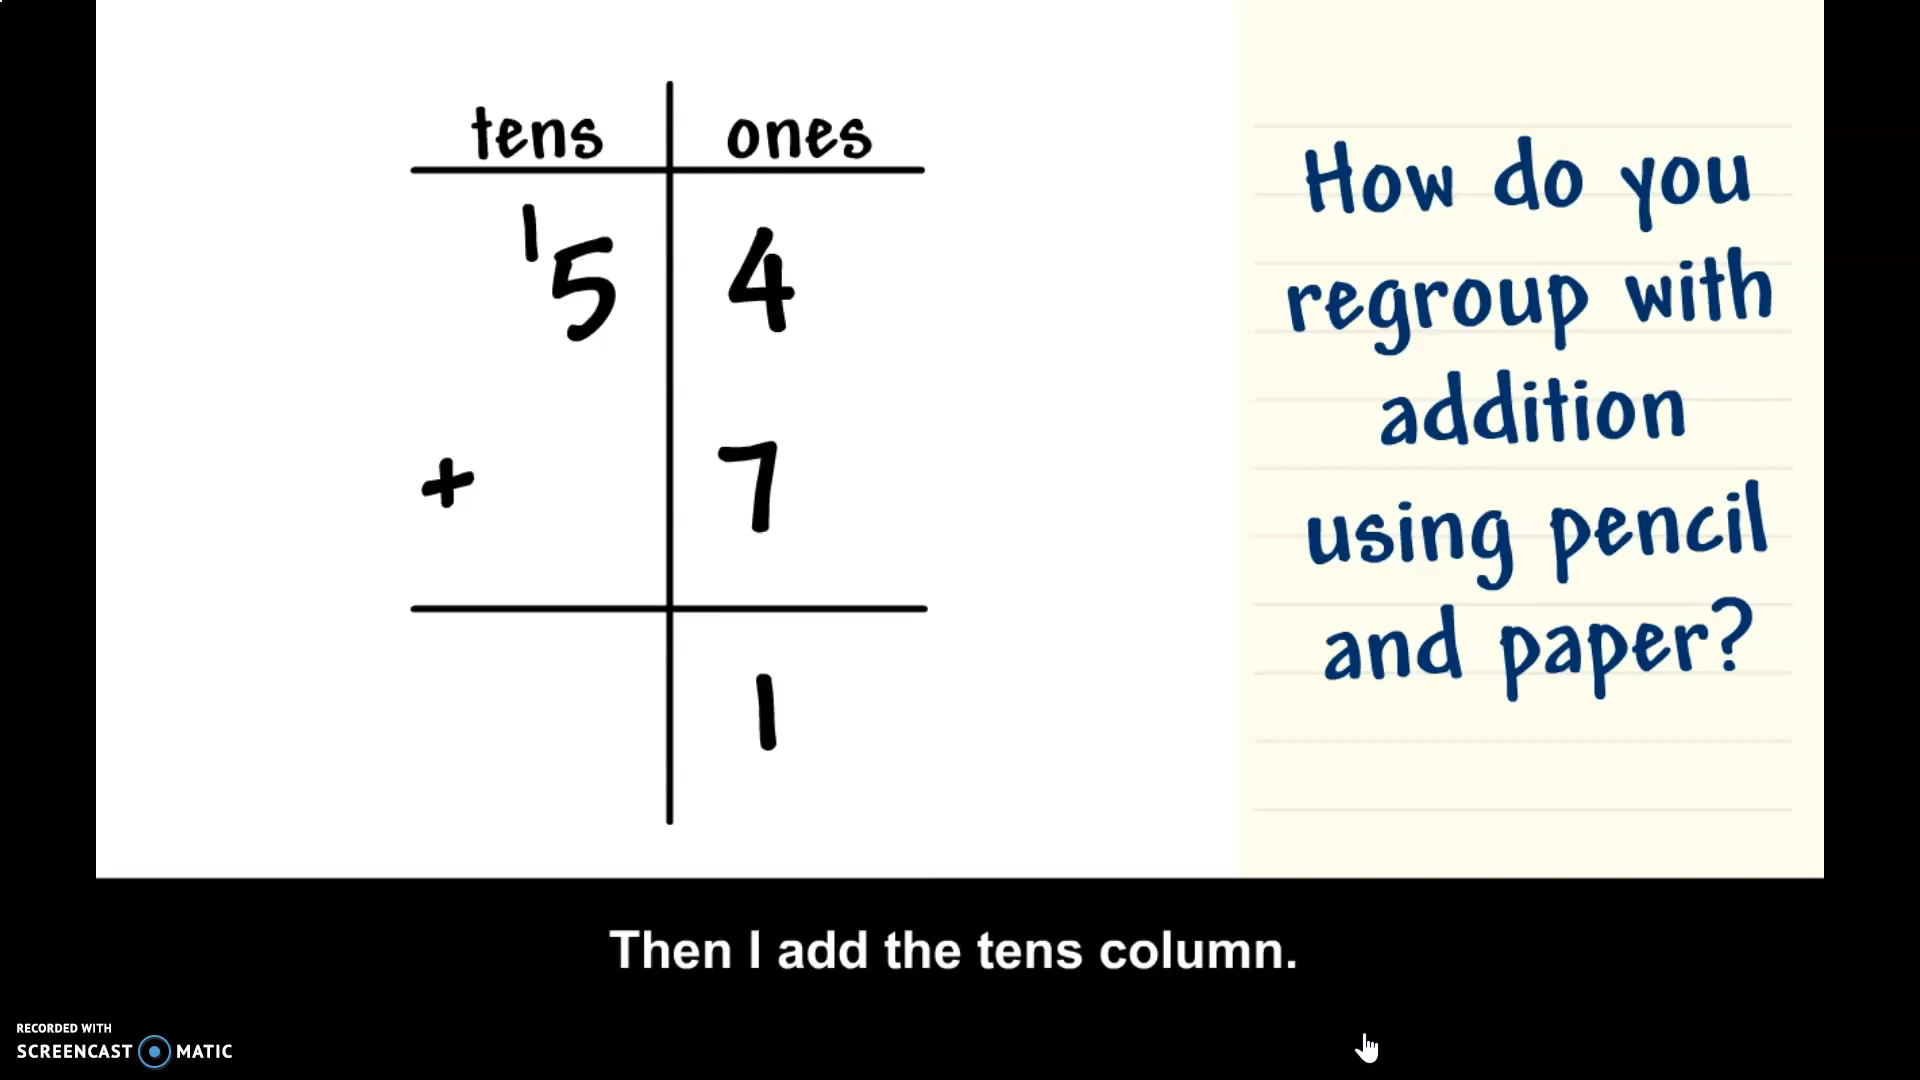 tens ones
1
5 4
+ 7
1
How do you
regroup with
addition
using pencil
and paper?
Then I add the tens column.
RECORDED WITH
SCREENCAST MATIC